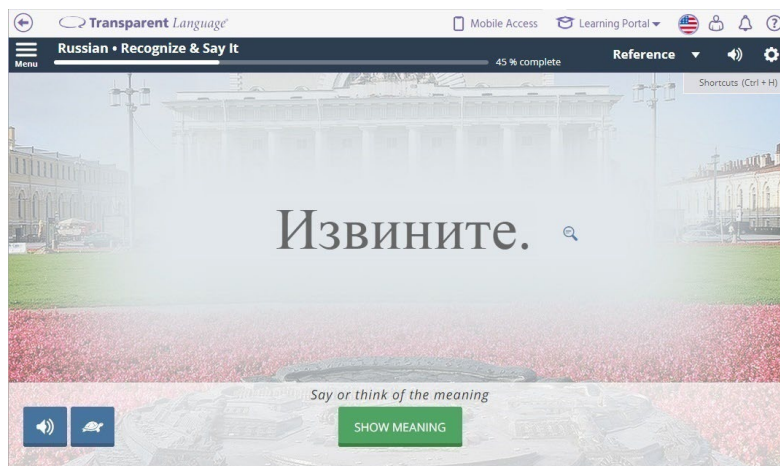 Transparent Language®
Mobile Access
Learning Portal
Menu
Russian • Recognize & Say It
45 % complete
Reference
Shortcuts (Ctrl + H)
Извините.
Say or think of the meaning
SHOW MEANING